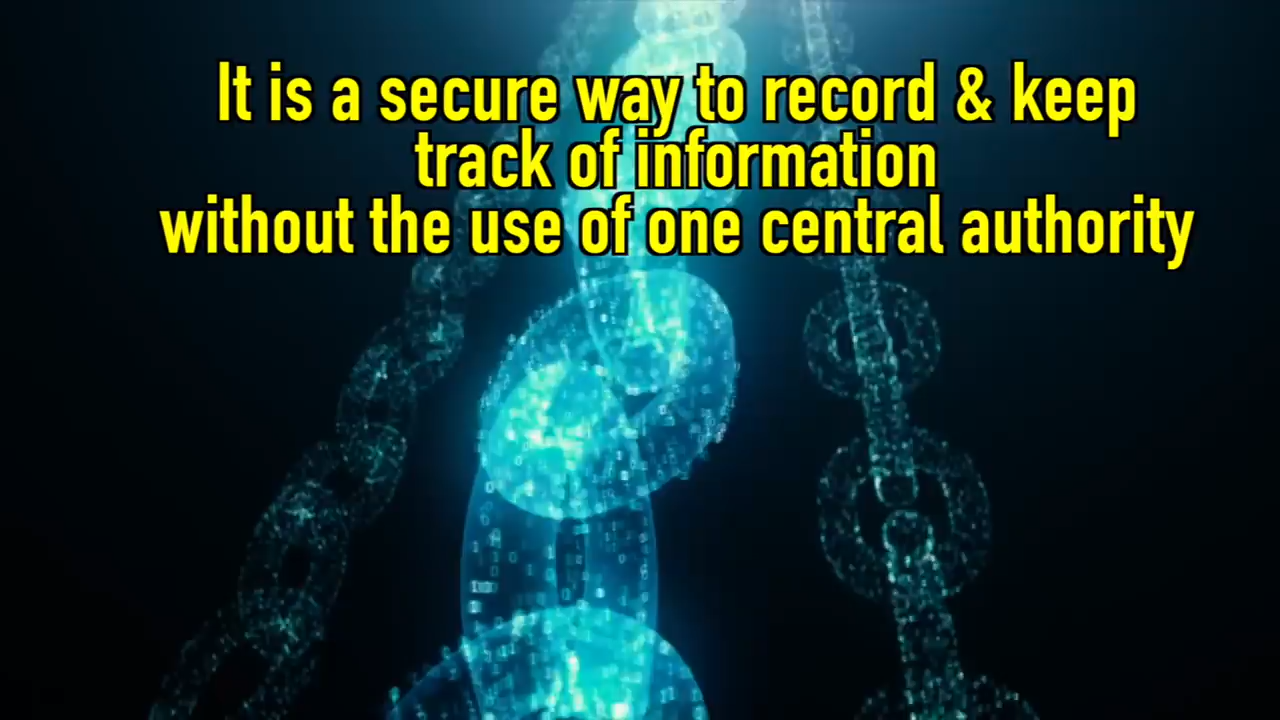 It is a secure way to record & keep
track of information
without the use of one central authority